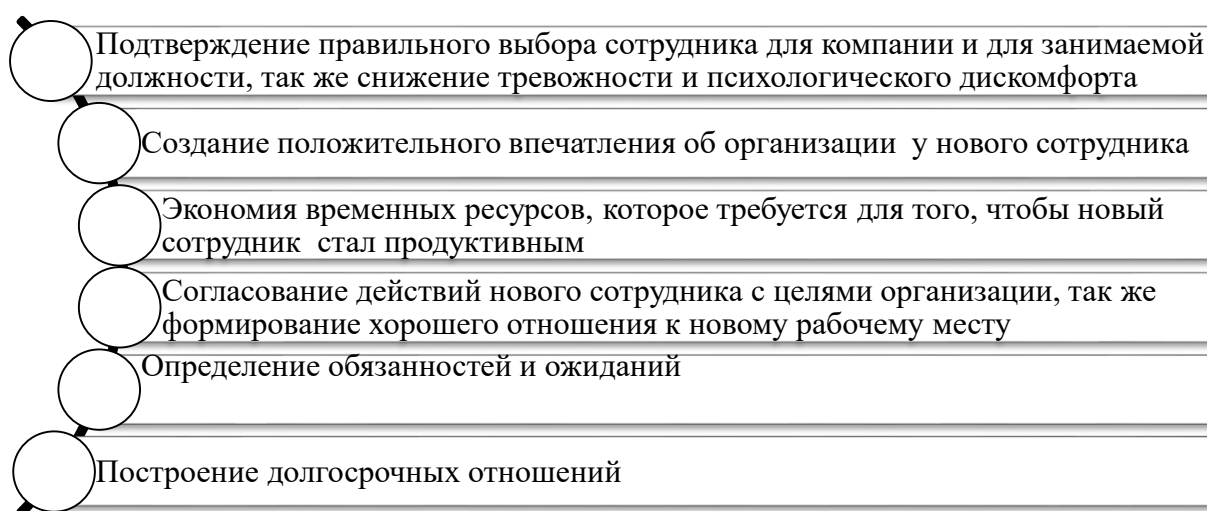 Подтверждение правильного выбора сотрудника для компании и для занимаемой
должности, так же снижение тревожности и психологического дискомфорта
Создание положительного впечатления об организации у нового сотрудника
Экономия временных ресурсов, которое требуется для того, чтобы новый
сотрудник стал продуктивным
Согласование действий нового сотрудника с целями организации, так же
формирование хорошего отношения к новому рабочему месту
Определение обязанностей и ожиданий
Построение долгосрочных отношений